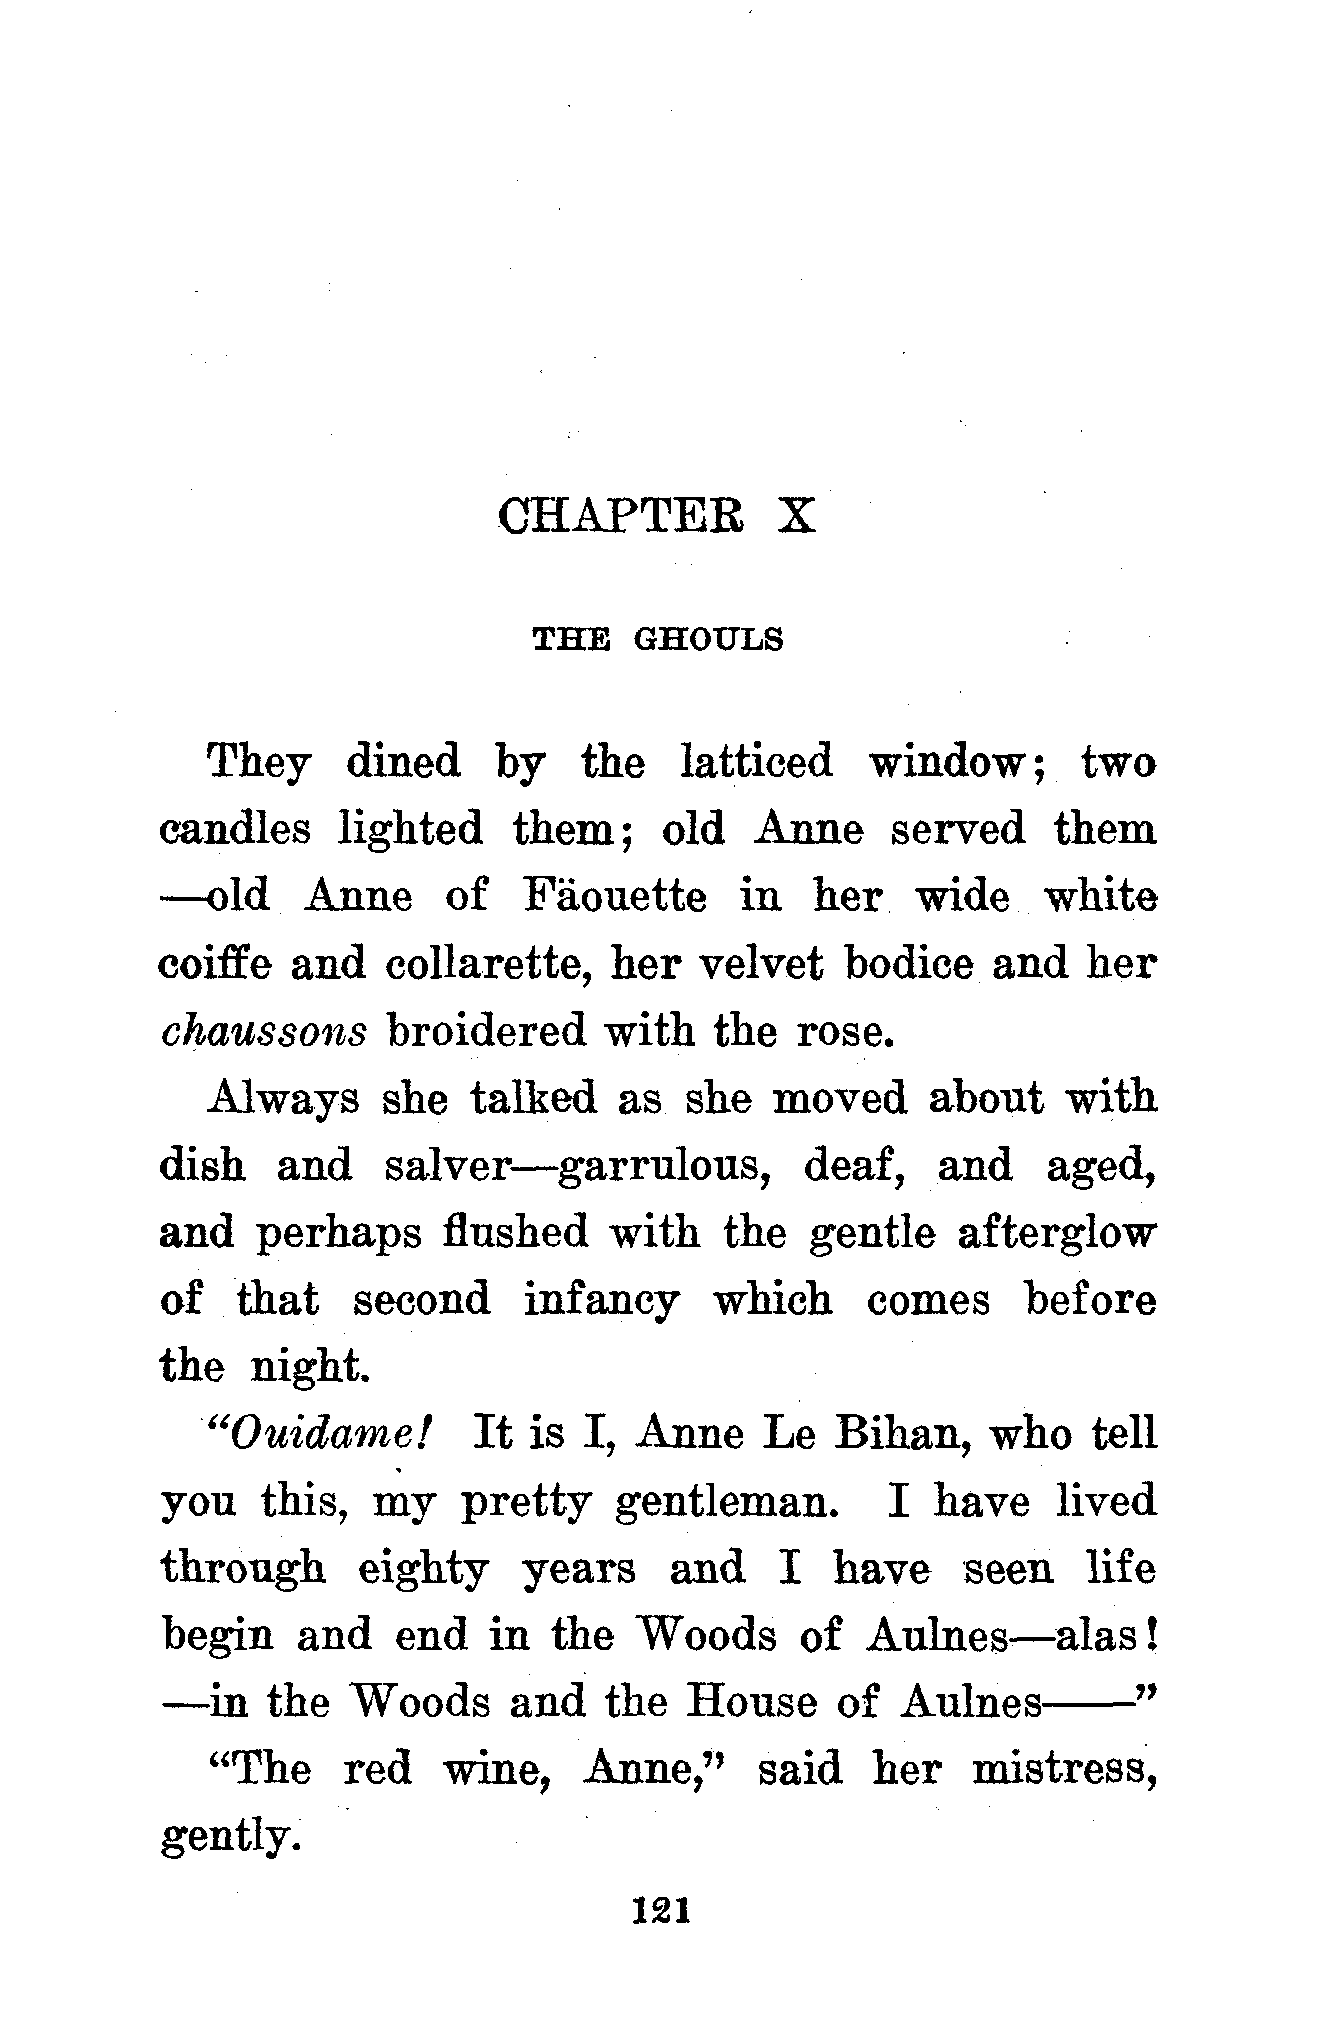 CHAPTER X
THE GHOULS
They dined by the latticed window; two
candles lighted them; old Anne served them
—old Anne of Fäouette in her wide white
coiffe and collarette, her velvet bodice and her
chaussons broidered with the rose.
Always she talked as she moved about with
dish and salver—garrulous, deaf, and aged,
and perhaps flushed with the gentle afterglow
of that second infancy which comes before
the night.
"Ouidame! It is I, Anne Le Bihan, who tell
you this, my pretty gentleman. I have lived
through eighty years and I have seen life
begin and end in the Woods of Aulnes—alas!
—in the Woods and the House of Aulnes——"
"The red wine, Anne," said her mistress,
gently.
121